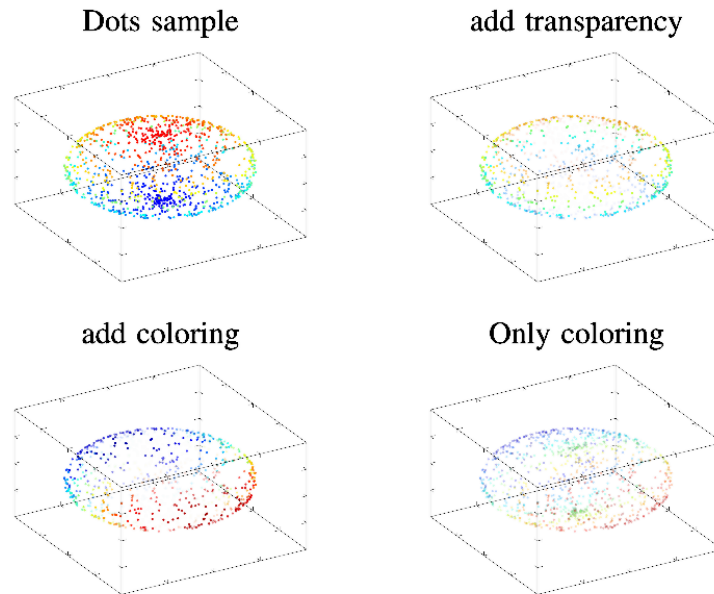 Dots sample
add transparency
add coloring
Only coloring